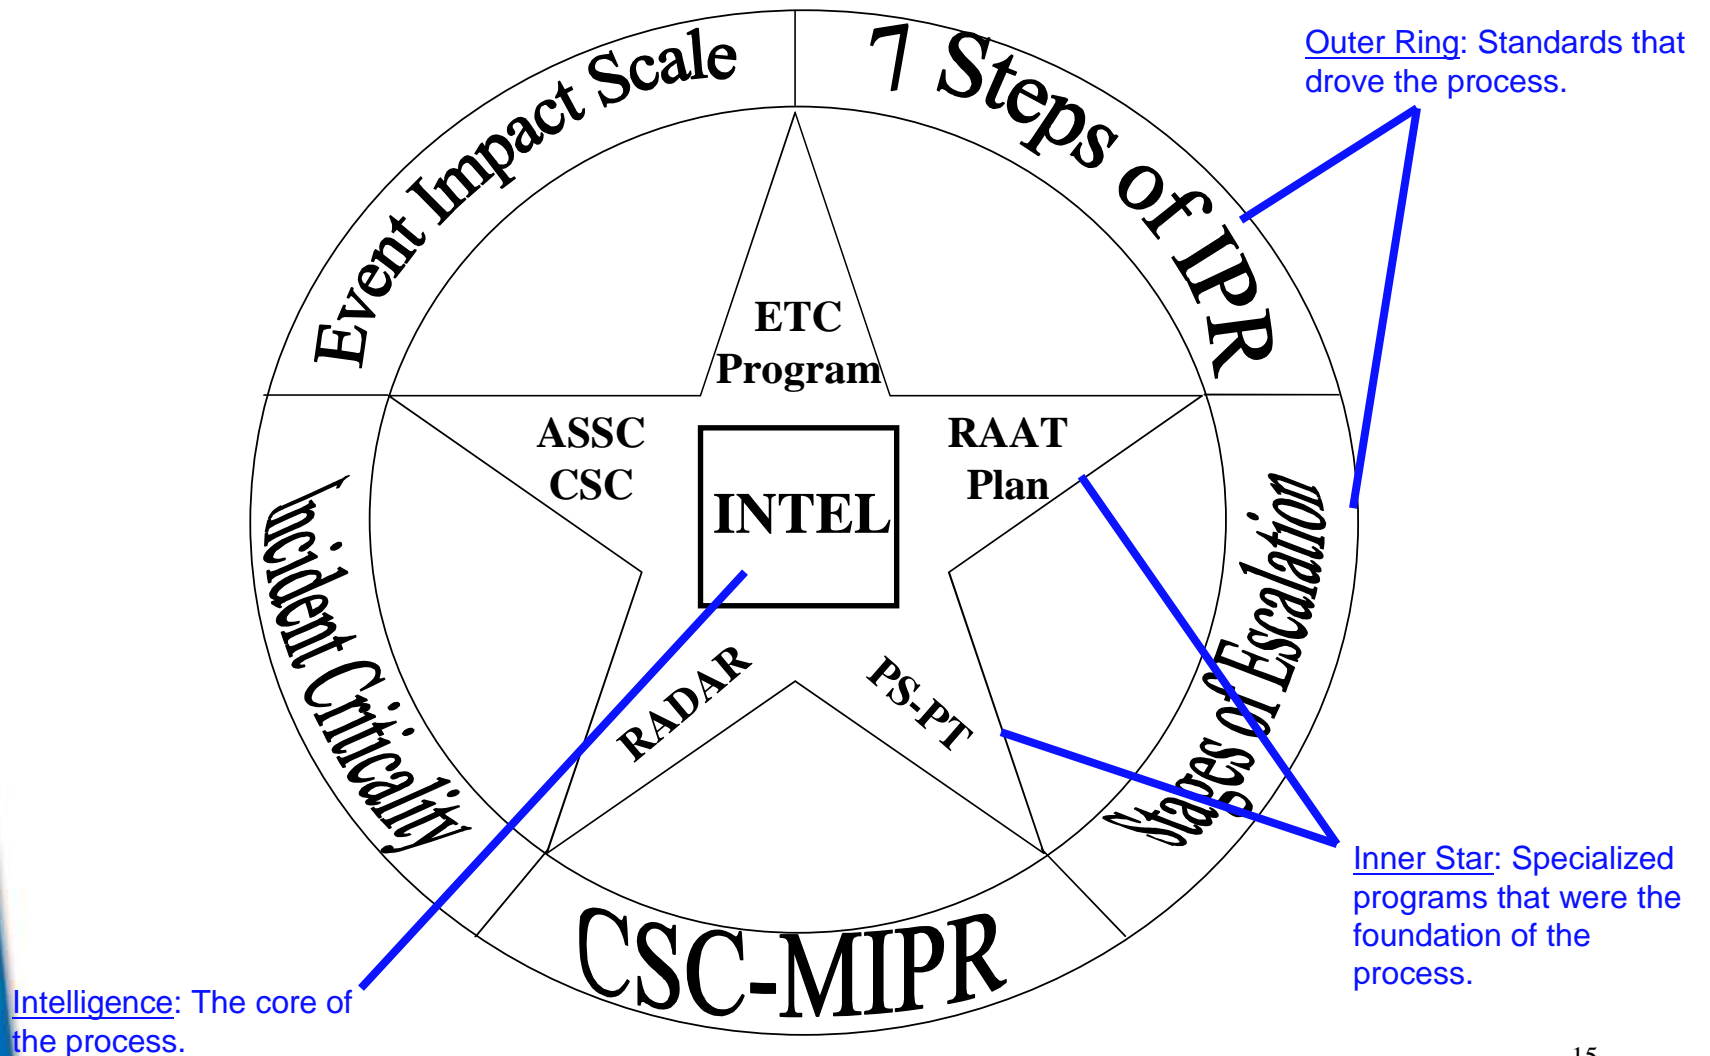 Event Impact Scale
7 Steps of IPR
Outer Ring: Standards that
drove the process.
ETC
Program
ASSC
CSC
RAAT
Plan
INTEL
Incident Criticality
Stages of Escalation
RADAR
PS-PT
CSC-MIPR
Inner Star: Specialized
programs that were the
foundation of the
process.
Intelligence: The core of
the process.
15